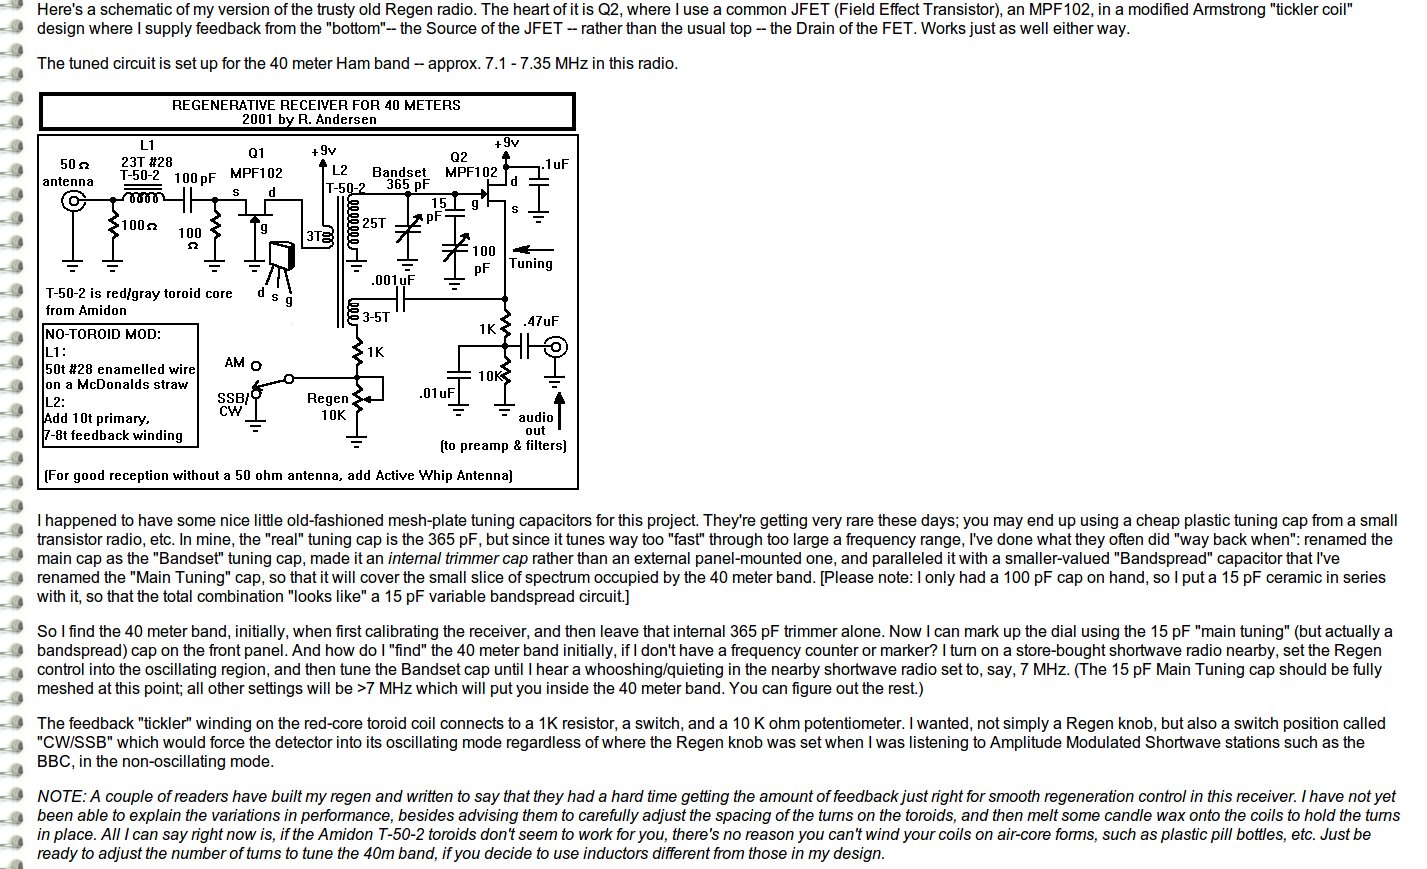 Here's a schematic of my version of the trusty old Regen radio. The heart of it is Q2, where I use a common JFET (Field Effect Transistor), an MPF102, in a modified Armstrong "tickler coil"
design where I supply feedback from the "bottom"-- the Source of the JFET -- rather than the usual top -- the Drain of the FET. Works just as well either way.
The tuned circuit is set up for the 40 meter Ham band -- approx. 7.1 - 7.35 MHz in this radio.
REGENERATIVE RECEIVER FOR 40 METERS
2001 by R. Andersen
50Ω
antenna
L1
23T #28
T-50-2
100pF
Q1
MPF102
s
d
g
+9v
L2
T-50-2
Bandset
365 pF
Q2
MPF102
+9v
.1uF
d
g
s
100Ω
100
Ω
3T
25T
15
pF
100
pF
Tuning
T-50-2 is red/gray toroid core
from Amidon
d s g
.001uF
3-5T
1K
.47uF
NO-TOROID MOD:
L1:
50t #28 enamelled wire
on a McDonalds straw
L2:
Add 10t primary,
7-8t feedback winding
AM
SSB/
CW
1K
Regen
10K
.01uF
10K
audio
out
(to preamp & filters)
(For good reception without a 50 ohm antenna, add Active Whip Antenna)
I happened to have some nice little old-fashioned mesh-plate tuning capacitors for this project. They're getting very rare these days; you may end up using a cheap plastic tuning cap from a small
transistor radio, etc. In mine, the "real" tuning cap is the 365 pF, but since it tunes way too "fast" through too large a frequency range, I've done what they often did "way back when": renamed the
main cap as the "Bandset" tuning cap, made it an internal trimmer cap rather than an external panel-mounted one, and paralleled it with a smaller-valued "Bandspread" capacitor that I've
renamed the "Main Tuning" cap, so that it will cover the small slice of spectrum occupied by the 40 meter band. [Please note: I only had a 100 pF cap on hand, so I put a 15 pF ceramic in series
with it, so that the total combination "looks like" a 15 pF variable bandspread circuit.]
So I find the 40 meter band, initially, when first calibrating the receiver, and then leave that internal 365 pF trimmer alone. Now I can mark up the dial using the 15 pF "main tuning" (but actually a
bandspread) cap on the front panel. And how do I "find" the 40 meter band initially, if I don't have a frequency counter or marker? I turn on a store-bought shortwave radio nearby, set the Regen
control into the oscillating region, and then tune the Bandset cap until I hear a whooshing/quieting in the nearby shortwave radio set to, say, 7 MHz. (The 15 pF Main Tuning cap should be fully
meshed at this point; all other settings will be >7 MHz which will put you inside the 40 meter band. You can figure out the rest.)
The feedback "tickler" winding on the red-core toroid coil connects to a 1K resistor, a switch, and a 10 K ohm potentiometer. I wanted, not simply a Regen knob, but also a switch position called
"CW/SSB" which would force the detector into its oscillating mode regardless of where the Regen knob was set when I was listening to Amplitude Modulated Shortwave stations such as the
BBC, in the non-oscillating mode.
NOTE: A couple of readers have built my regen and written to say that they had a hard time getting the amount of feedback just right for smooth regeneration control in this receiver. I have not yet
been able to explain the variations in performance, besides advising them to carefully adjust the spacing of the turns on the toroids, and then melt some candle wax onto the coils to hold the turns
in place. All I can say right now is, if the Amidon T-50-2 toroids don't seem to work for you, there's no reason you can't wind your coils on air-core forms, such as plastic pill bottles, etc. Just be
ready to adjust the number of turns to tune the 40m band, if you decide to use inductors different from those in my design.